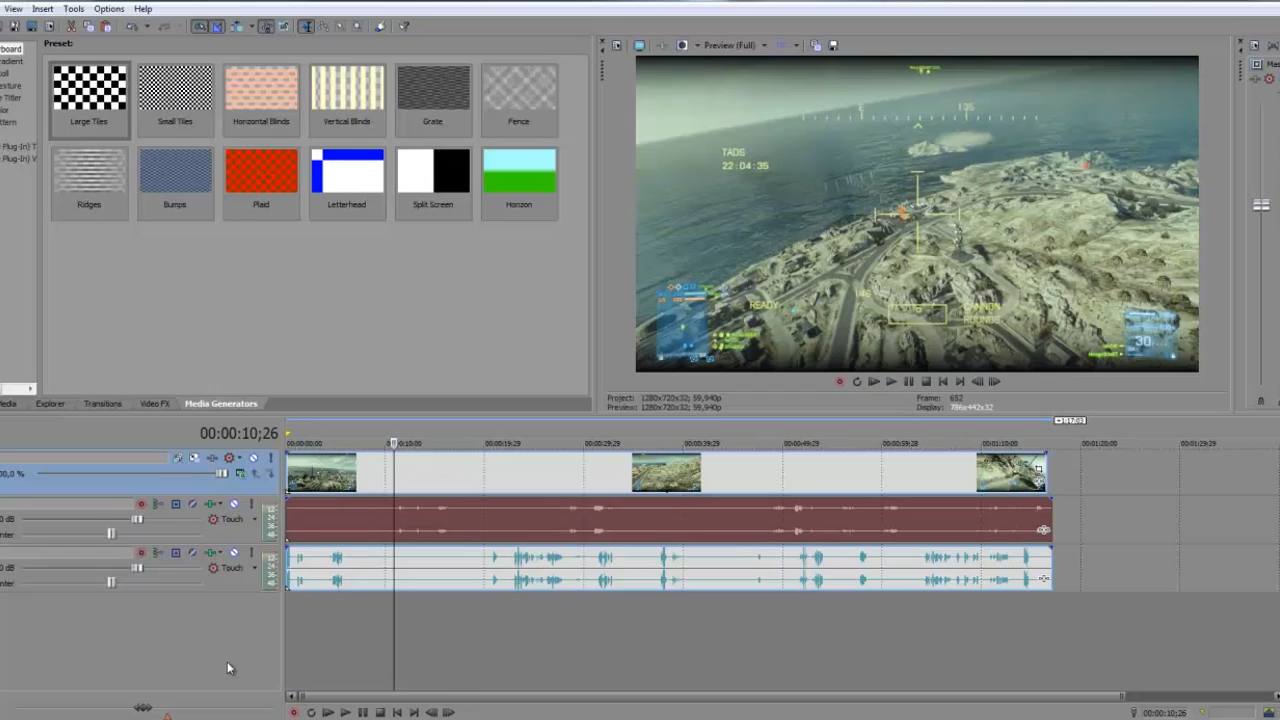 View Insert Tools Options Help
Preset:
Preview (Full)
Large Tiles Small Tiles Horizontal Blinds Vertical Blinds Grate Fence
Ridges Bumps Plaid Letterhead Split Screen Horizon
TADS
22:04:35
105
READY
CANNON
ROUNDS
30
Explorer Transitions Video FX Media Generators
Project: 1280x720x32; 59,940p
Frame: 652
Preview: 1280x720x32; 59,940p
Display: 786x442x32
00:00:10;26
00:00:00;00
00:00:19;29
00:00:29;29
00:00:39;29
00:00:49;29
00:00:59;28
00:01:10;00
00:01:20;00
00:01:29;29
Touch
Touch
00:00:10;26